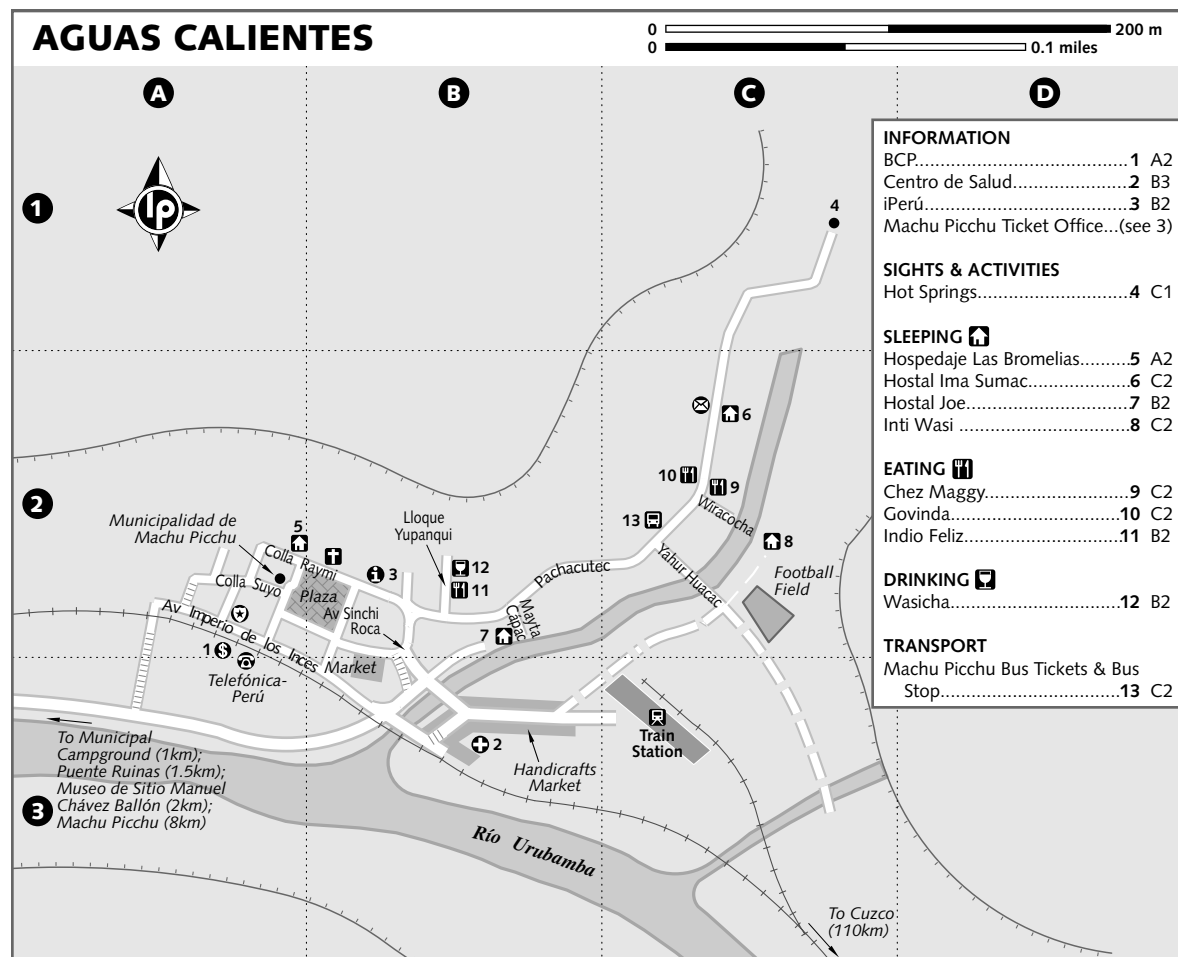 AGUAS CALIENTES
0 200 m
0 0.1 miles
A B C D
1
2
3
lp
INFORMATION
BCP.................................1 A2
Centro de Salud......................2 B3
iPerú................................3 B2
Machu Picchu Ticket Office...(see 3)
SIGHTS & ACTIVITIES
Hot Springs..........................4 C1
SLEEPING
Hospedaje Las Bromelias..........5 A2
Hostal Ima Sumac....................6 C2
Hostal Joe...........................7 B2
Inti Wasi ...........................8 C2
EATING
Chez Maggy...........................9 C2
Govinda.............................10 C2
Indio Feliz.........................11 B2
DRINKING
Wasicha.............................12 B2
TRANSPORT
Machu Picchu Bus Tickets & Bus
Stop................................13 C2
4
6
10
9
Wiracocha
13
8
Yahur Huacac
Football
Field
Municipalidad de
Machu Picchu
5
Lloque
Yupanqui
Colla Raymi
3
12
11
Pachacutec
Colla Suyo
Plaza
Av Sinchi
Roca
Mayta
Capac
7
Av Imperio de los Inces
Market
1 $
Telefónica-
Perú
2
Handicrafts
Market
Train
Station
To Municipal
Campground (1km);
Puente Ruinas (1.5km);
Museo de Sitio Manuel
Chávez Ballón (2km);
Machu Picchu (8km)
Río Urubamba
To Cuzco
(110km)